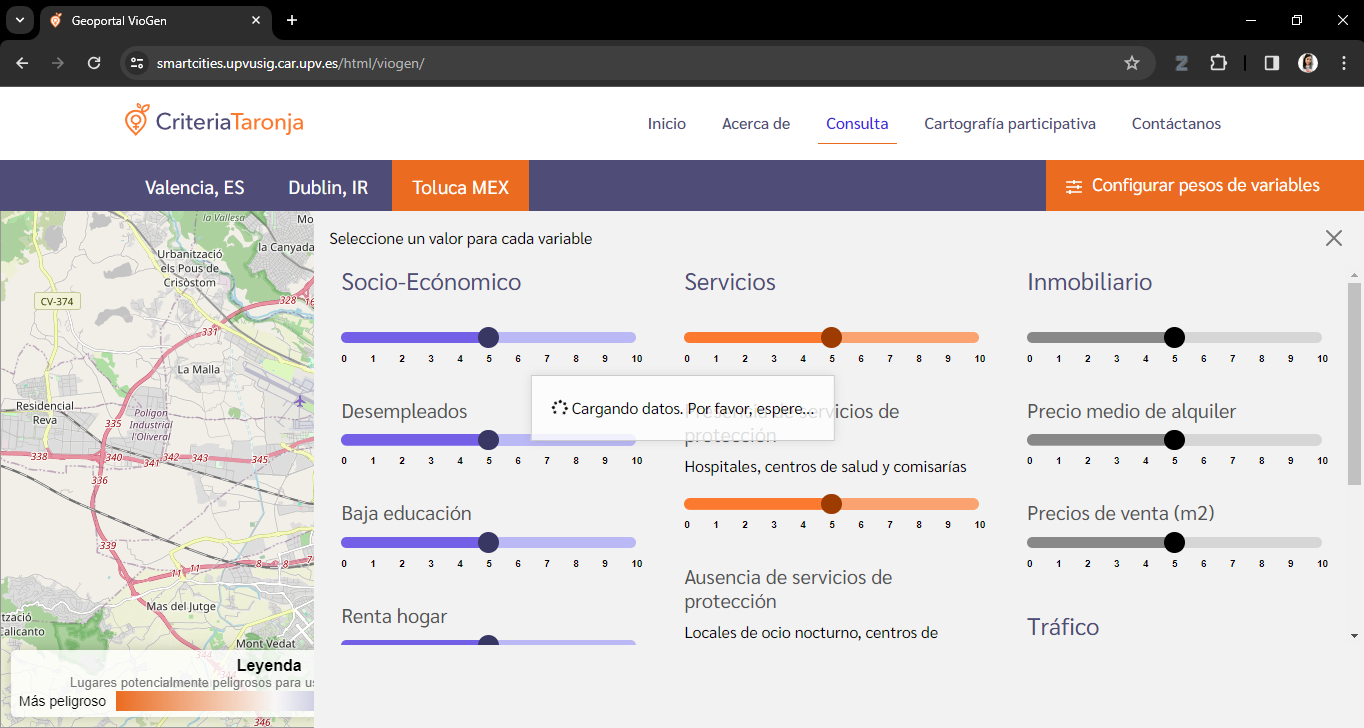 Geoportal VioGen
smartcities.upvusig.car.upv.es/html/viogen/
CriteriaTaronja
Inicio
Acerca de
Consulta
Cartografía participativa
Contáctanos
Valencia, ES
Dublin, IR
Toluca MEX
Configurar pesos de variables
la Vallesa
Mo
la Canyada
Urbanització
els Pous de
Crisòstom
CV-374
328
16
331
La Malla
Residencial
Reva
Polígon
Industrial
l'Oliveral
338
340
341
342
343
345
336
339
11
11
8
8
7
Mas del Jutge
tzació
Calicanto
Mont Vedat
346
Leyenda
Lugares potencialmente peligrosos para us
Más peligroso
Seleccione un valor para cada variable
Socio-Ecónomico
0 1 2 3 4 5 6 7 8 9 10
Desempleados
0 1 2 3 4 5 6 7 8 9 10
Baja educación
0 1 2 3 4 5 6 7 8 9 10
Renta hogar
Servicios
0 1 2 3 4 5 6 7 8 9 10
Cargando datos. Por favor, espere...
Presencia de servicios de
protección
Hospitales, centros de salud y comisarías
0 1 2 3 4 5 6 7 8 9 10
Ausencia de servicios de
protección
Locales de ocio nocturno, centros de
Inmobiliario
0 1 2 3 4 5 6 7 8 9 10
Precio medio de alquiler
0 1 2 3 4 5 6 7 8 9 10
Precios de venta (m2)
0 1 2 3 4 5 6 7 8 9 10
Tráfico